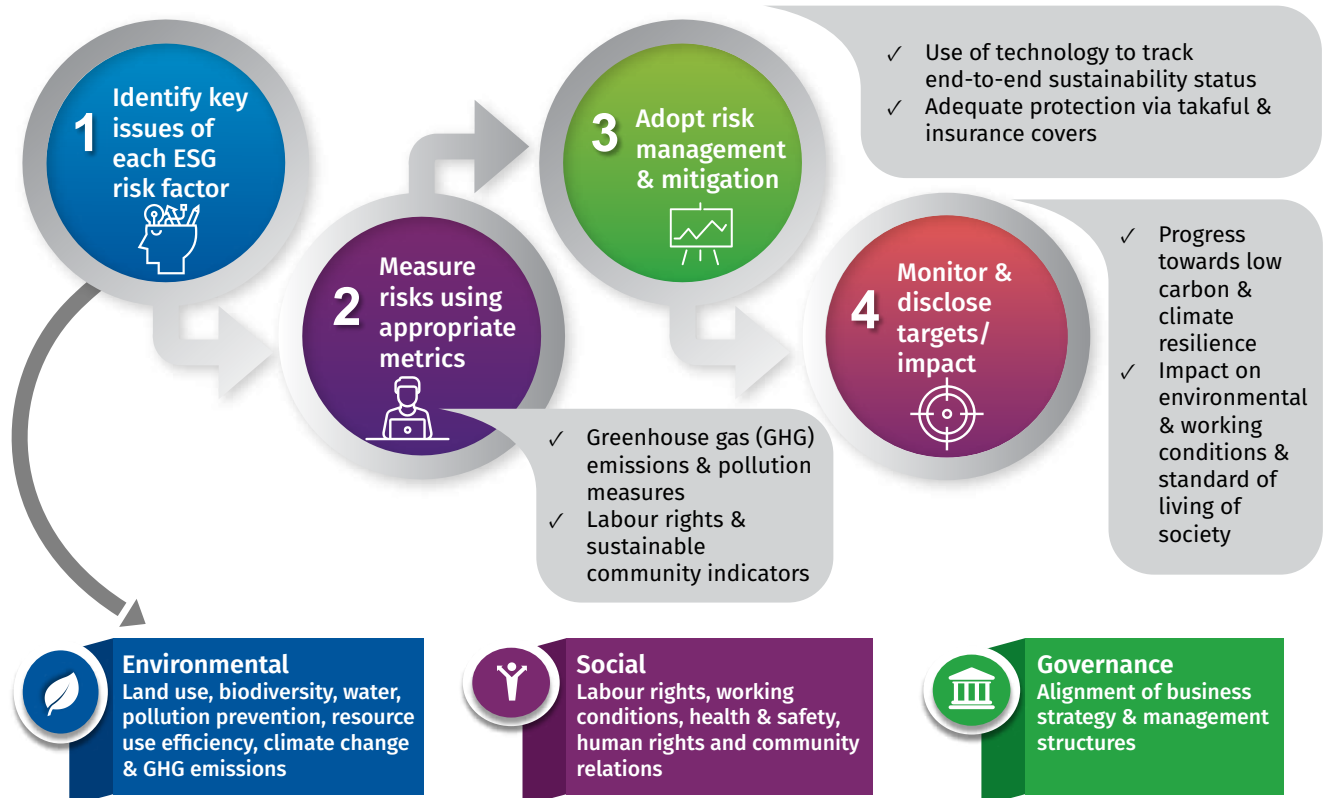 1
Identify key
issues of
each ESG
risk factor
2
Measure
risks using
appropriate
metrics
✓ Greenhouse gas (GHG)
emissions & pollution
measures
✓ Labour rights &
sustainable
community indicators
3
Adopt risk
management
& mitigation
✓ Use of technology to track
end-to-end sustainability status
✓ Adequate protection via takaful &
insurance covers
4
Monitor &
disclose
targets/
impact
✓ Progress
towards low
carbon &
climate
resilience
✓ Impact on
environmental
& working
conditions &
standard of
living of
society
Environmental
Land use, biodiversity, water,
pollution prevention, resource
use efficiency, climate change
& GHG emissions
Social
Labour rights, working
conditions, health & safety,
human rights and community
relations
Governance
Alignment of business
strategy & management
structures